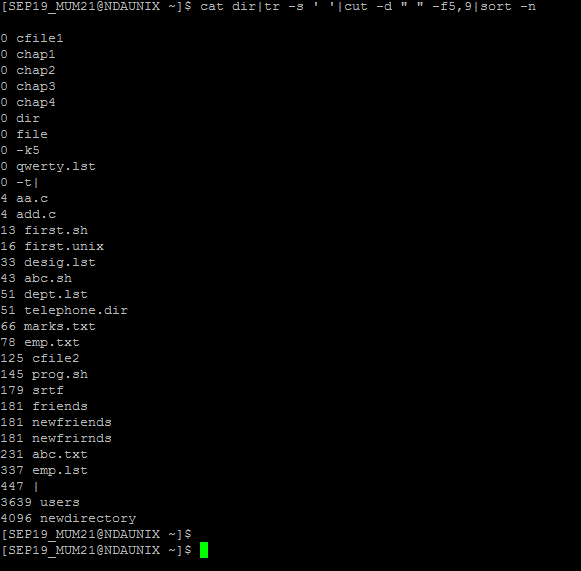 [SEP19_MUM21@NDAUNIX ~]$ cat dir|tr -s ' '|cut -d " " -f5,9|sort -n
0 cfile1
0 chap1
0 chap2
0 chap3
0 chap4
0 dir
0 file
0 -k5
0 qwerty.lst
0 -t|
4 aa.c
4 add.c
13 first.sh
16 first.unix
33 desig.lst
43 abc.sh
51 dept.lst
51 telephone.dir
66 marks.txt
78 emp.txt
125 cfile2
145 prog.sh
179 srtf
181 friends
181 newfriends
181 newfrirnds
231 abc.txt
337 emp.lst
447 |
3639 users
4096 newdirectory
[SEP19_MUM21@NDAUNIX ~]$
[SEP19_MUM21@NDAUNIX ~]$